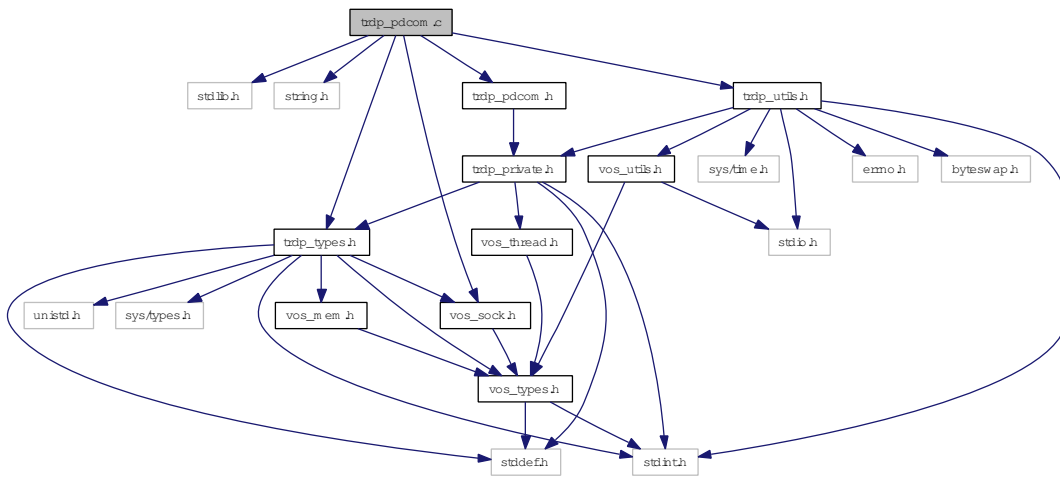 trdp_pdcom.c
stdlib.h
string.h
trdp_pdcom.h
trdp_utils.h
trdp_private.h
vos_utils.h
sys/time.h
errno.h
byteswap.h
trdp_types.h
vos_thread.h
stdio.h
unistd.h
sys/types.h
vos_mem.h
vos_sock.h
vos_types.h
stddef.h
stdint.h